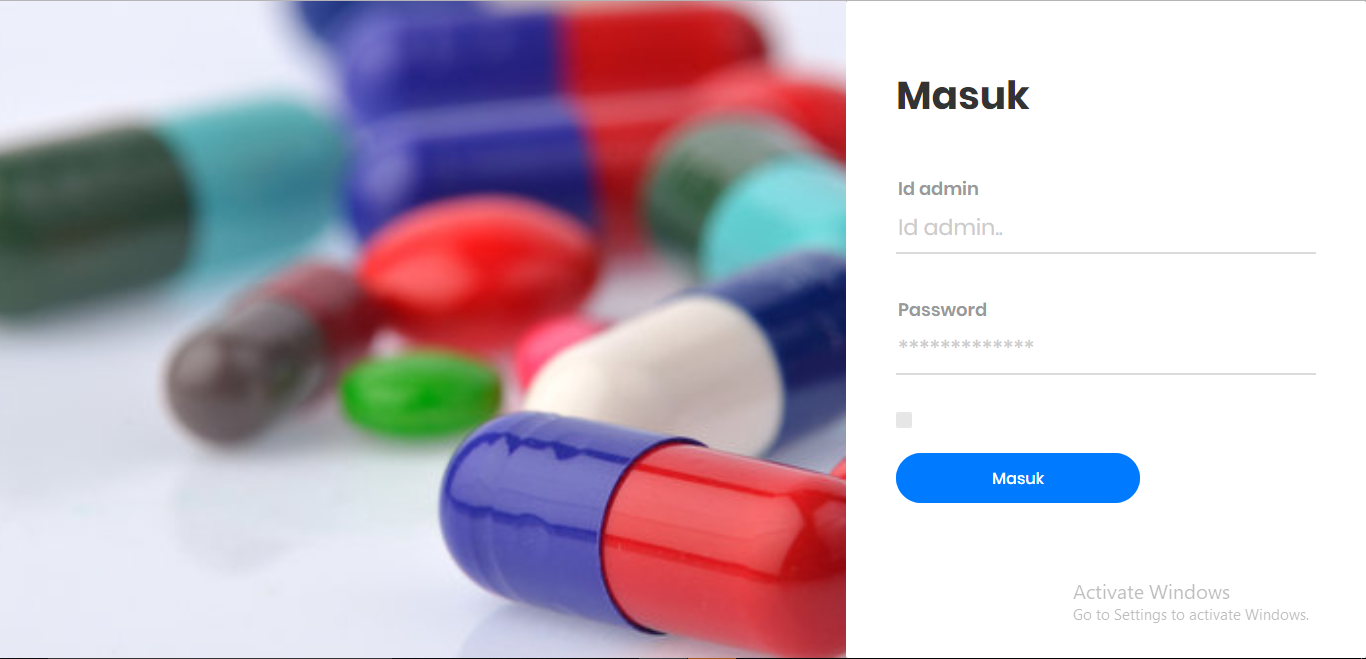 Masuk
Id admin
Id admin..
Password
*************
Masuk
Activate Windows
Go to Settings to activate Windows.